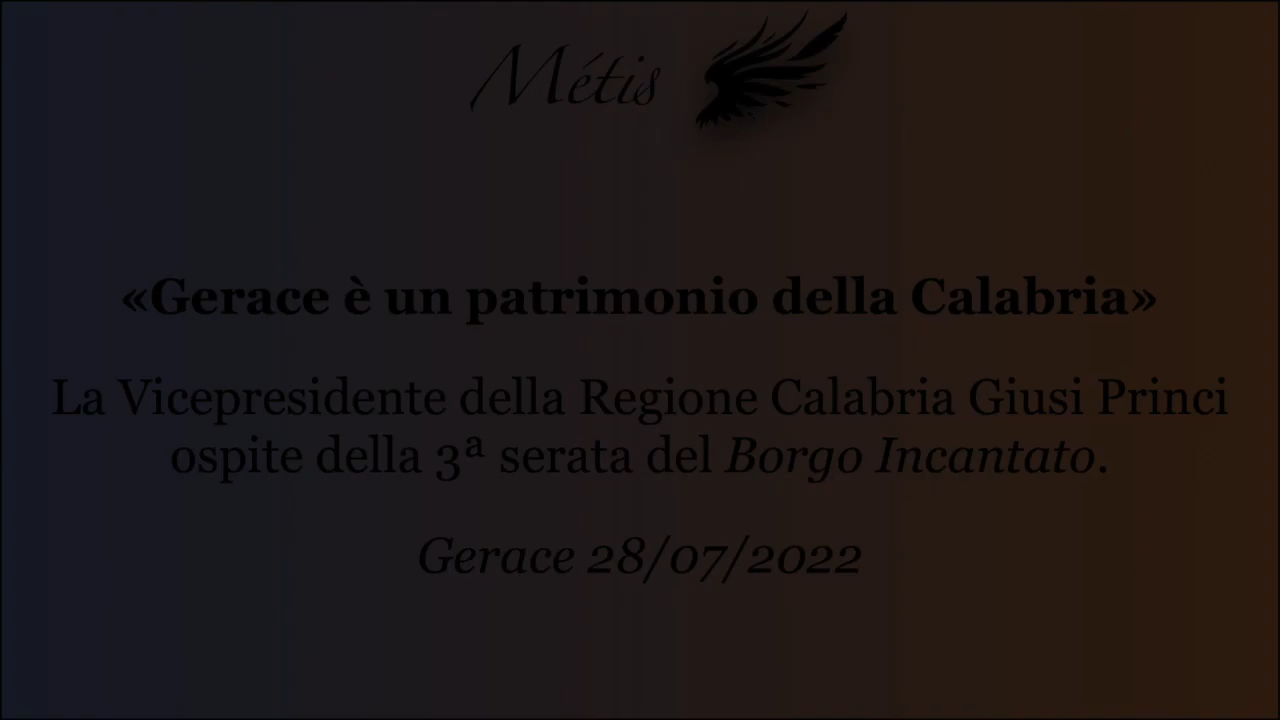 Métis
«Gerace è un patrimonio della Calabria»
La Vicepresidente della Regione Calabria Giusi Princi
ospite della 3ª serata del Borgo Incantato.
Gerace 28/07/2022